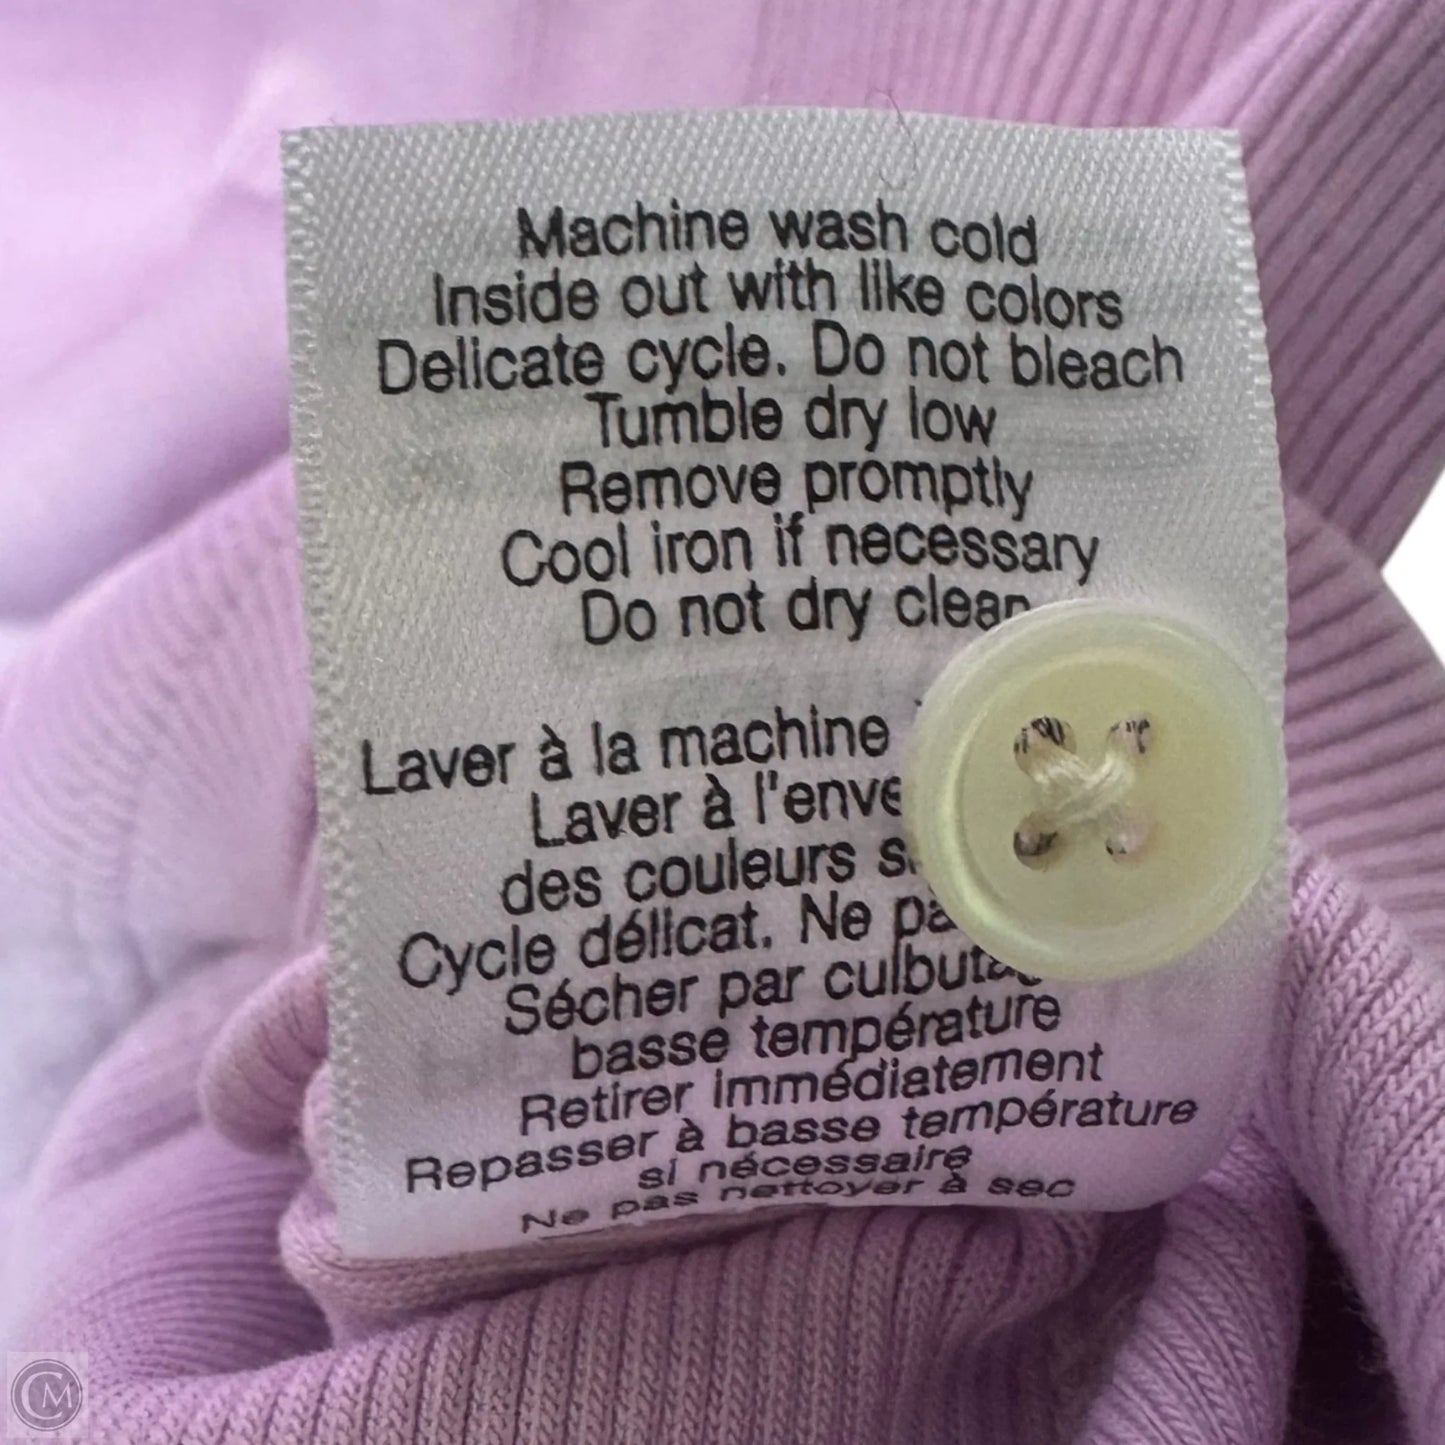 Machine wash cold
Inside out with like colors
Delicate cycle. Do not bleach
Tumble dry low
Remove promptly
Cool iron if necessary
Do not dry clean
Laver à la machine
Laver à l'enve
des couleurs s
Cycle délicat. Ne pa
Sécher par culbuta
basse température
Retirer immédiatement
Repasser à basse température
si nécessaire
Ne pas nettoyer à sec
CM